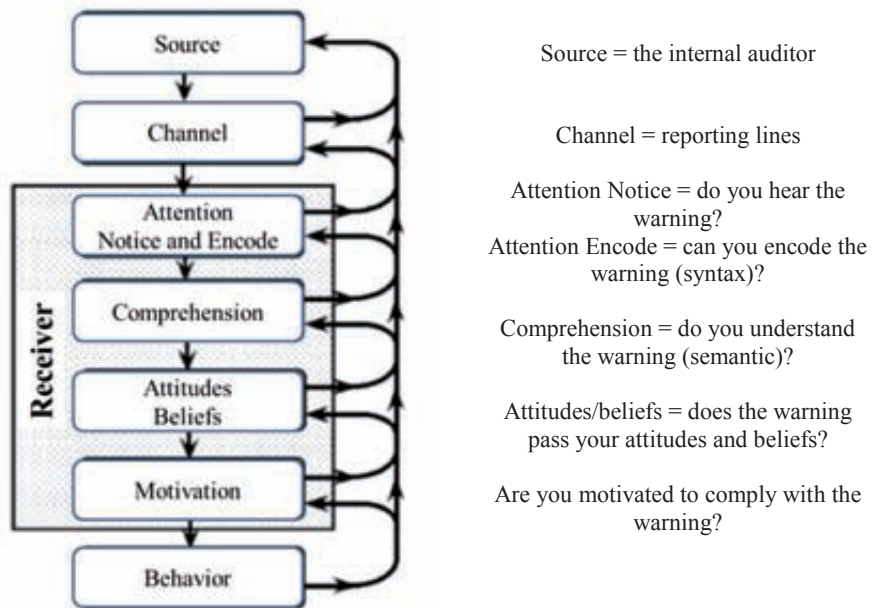 Source
Channel
Attention
Notice and Encode
Comprehension
Attitudes
Beliefs
Motivation
Behavior
Receiver
Source = the internal auditor
Channel = reporting lines
Attention Notice = do you hear the
warning?
Attention Encode = can you encode the
warning (syntax)?
Comprehension = do you understand
the warning (semantic)?
Attitudes/beliefs = does the warning
pass your attitudes and beliefs?
Are you motivated to comply with the
warning?